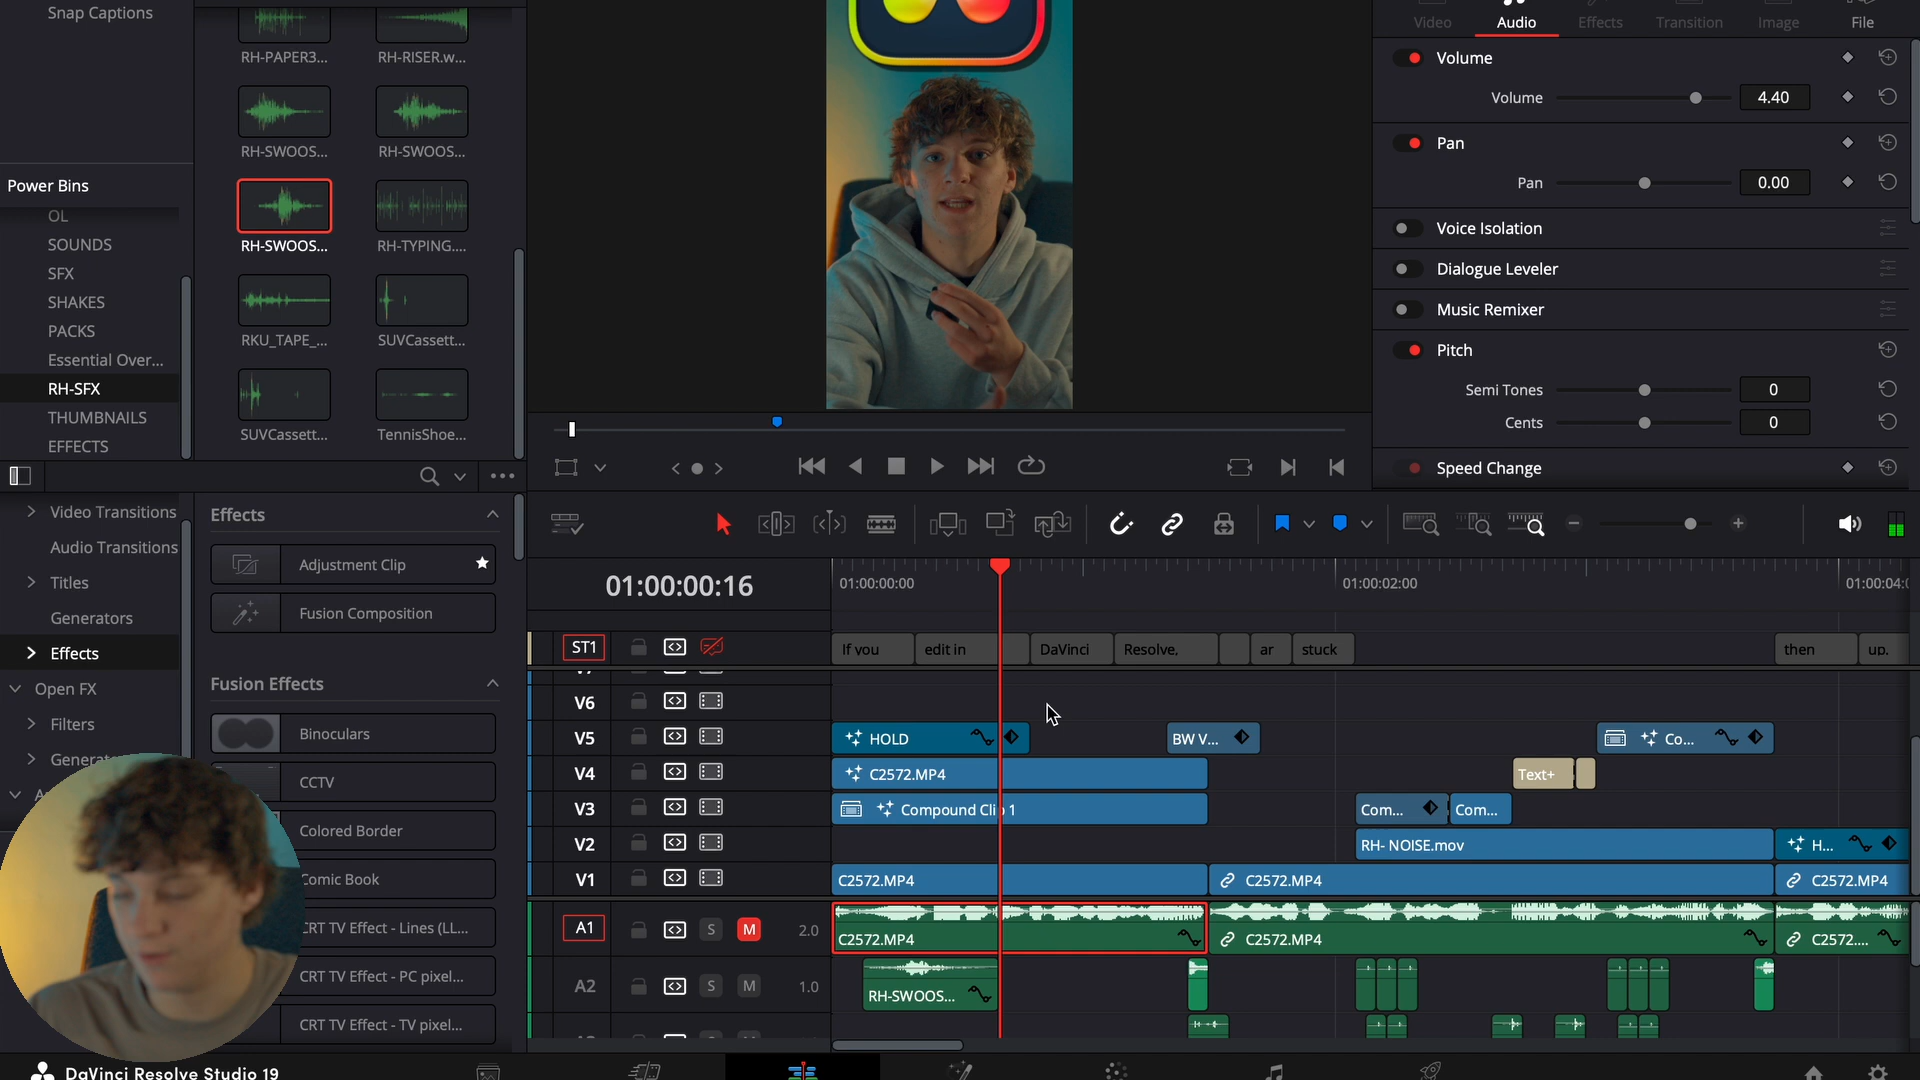 Snap Captions
Power Bins
OL
SOUNDS
SFX
SHAKES
PACKS
Essential Over...
RH-SFX
THUMBNAILS
EFFECTS
RH-PAPER3...
RH-RISER.w...
RH-SWOOS...
RH-SWOOS...
RH-SWOOS...
RH-TYPING....
RKU_TAPE_...
SUVCassett...
SUVCassett...
TennisShoe...
Video
Audio
Effects
Transition
Image
File
Volume
Volume
4.40
Pan
Pan
0.00
Voice Isolation
Dialogue Leveler
Music Remixer
Pitch
Semi Tones
0
Cents
0
Speed Change
Video Transitions
Audio Transitions
Titles
Generators
Effects
Open FX
Filters
Effects
Adjustment Clip
Fusion Composition
Fusion Effects
Binoculars
CCTV
Colored Border
Comic Book
CRT TV Effect - Lines (LL...
CRT TV Effect - PC pixel...
CRT TV Effect - TV pixel...
01:00:00:16
01:00:00:00
01:00:02:00
ST1
If you
edit in
DaVinci
Resolve,
ar
stuck
then
up.
V6
V5
HOLD
BW V...
Co...
V4
C2572.MP4
Text+
V3
Compound Clip 1
Com...
Com...
V2
RH- NOISE.mov
H...
V1
C2572.MP4
C2572.MP4
C2572.MP4
A1
S
M
2.0
C2572.MP4
C2572.MP4
C2572....
A2
S
M
1.0
RH-SWOOS...
DaVinci Resolve Studio 19